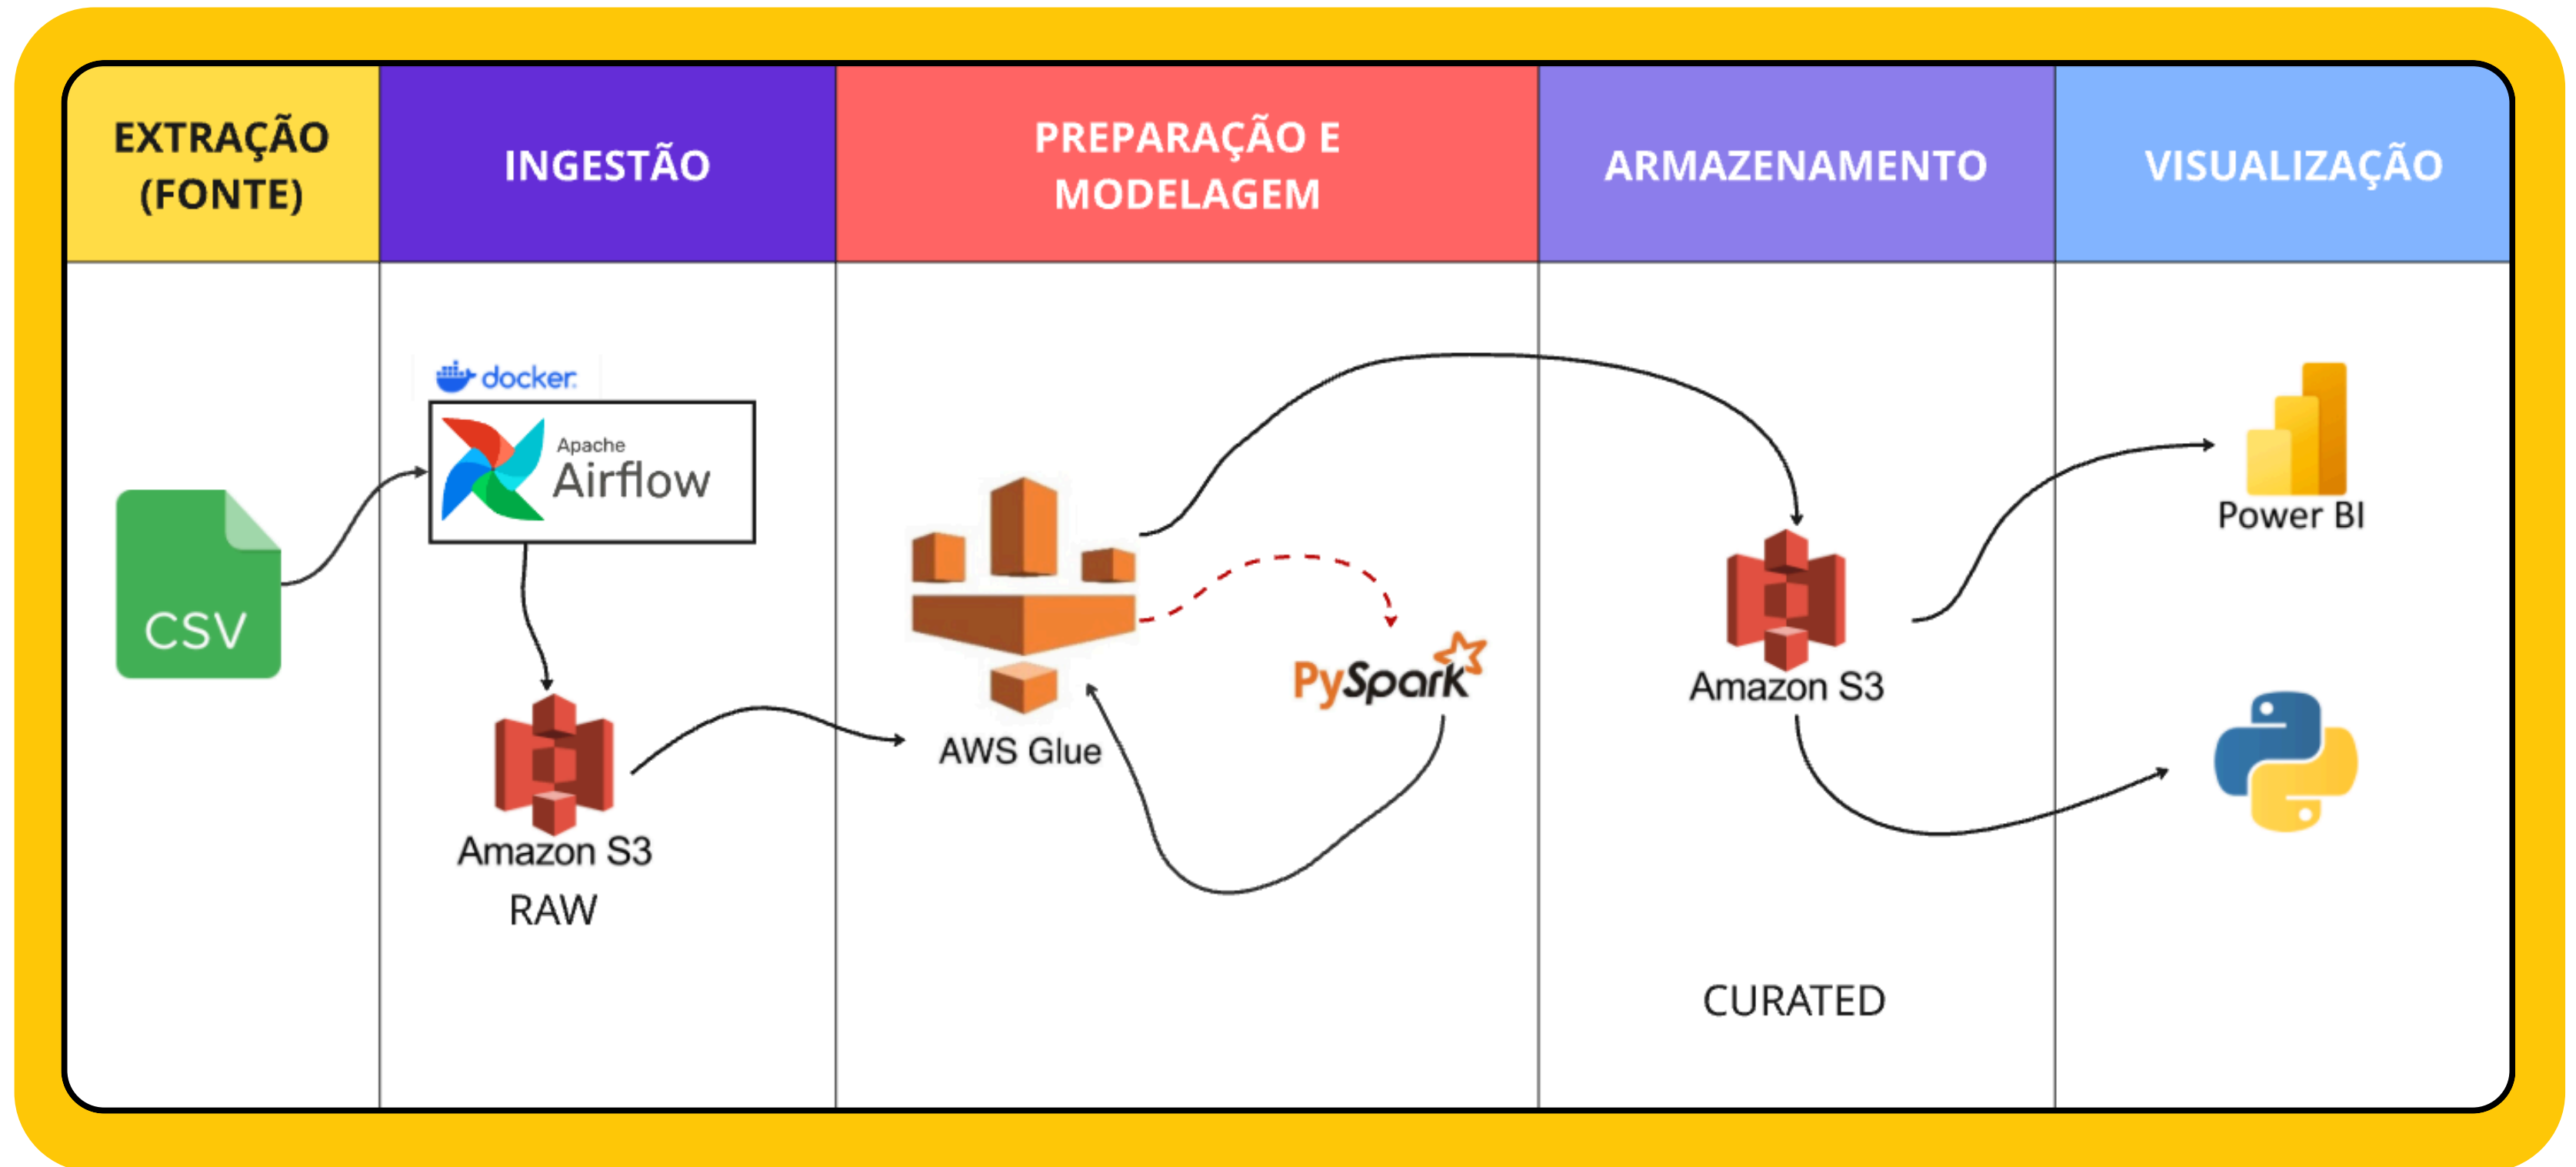 EXTRAÇÃO
(FONTE)
INGESTÃO
PREPARAÇÃO E
MODELAGEM
ARMAZENAMENTO
VISUALIZAÇÃO
docker
Apache
Airflow
CSV
Amazon S3
RAW
AWS Glue
PySpark
Amazon S3
CURATED
Power BI